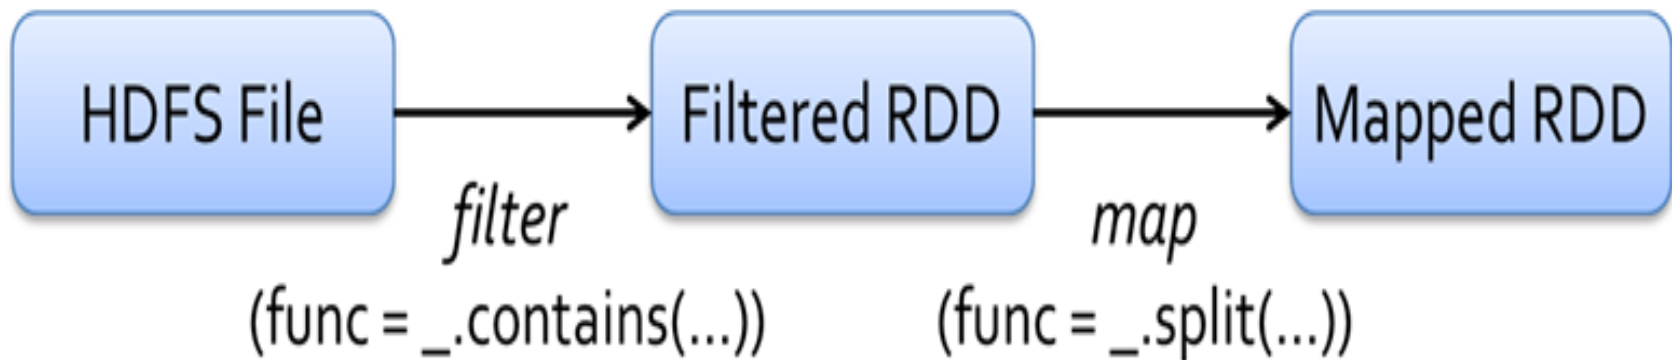 HDFS File
Filtered RDD
Mapped RDD
filter
(func = _.contains(...))
map
(func = _.split(...))